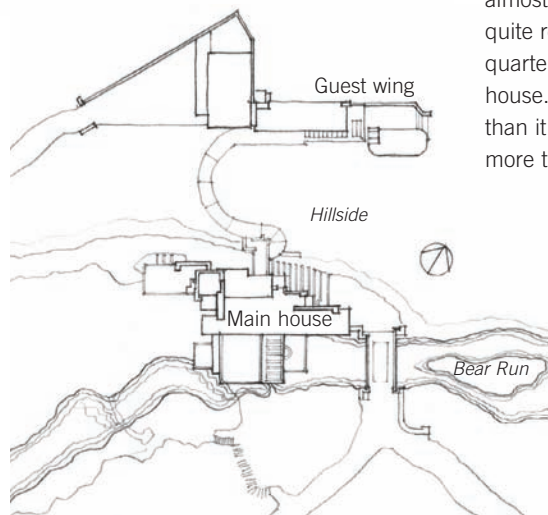 almost
quite r
quarte
house.
than it
more t
Guest wing
Hillside
Main house
Bear Run